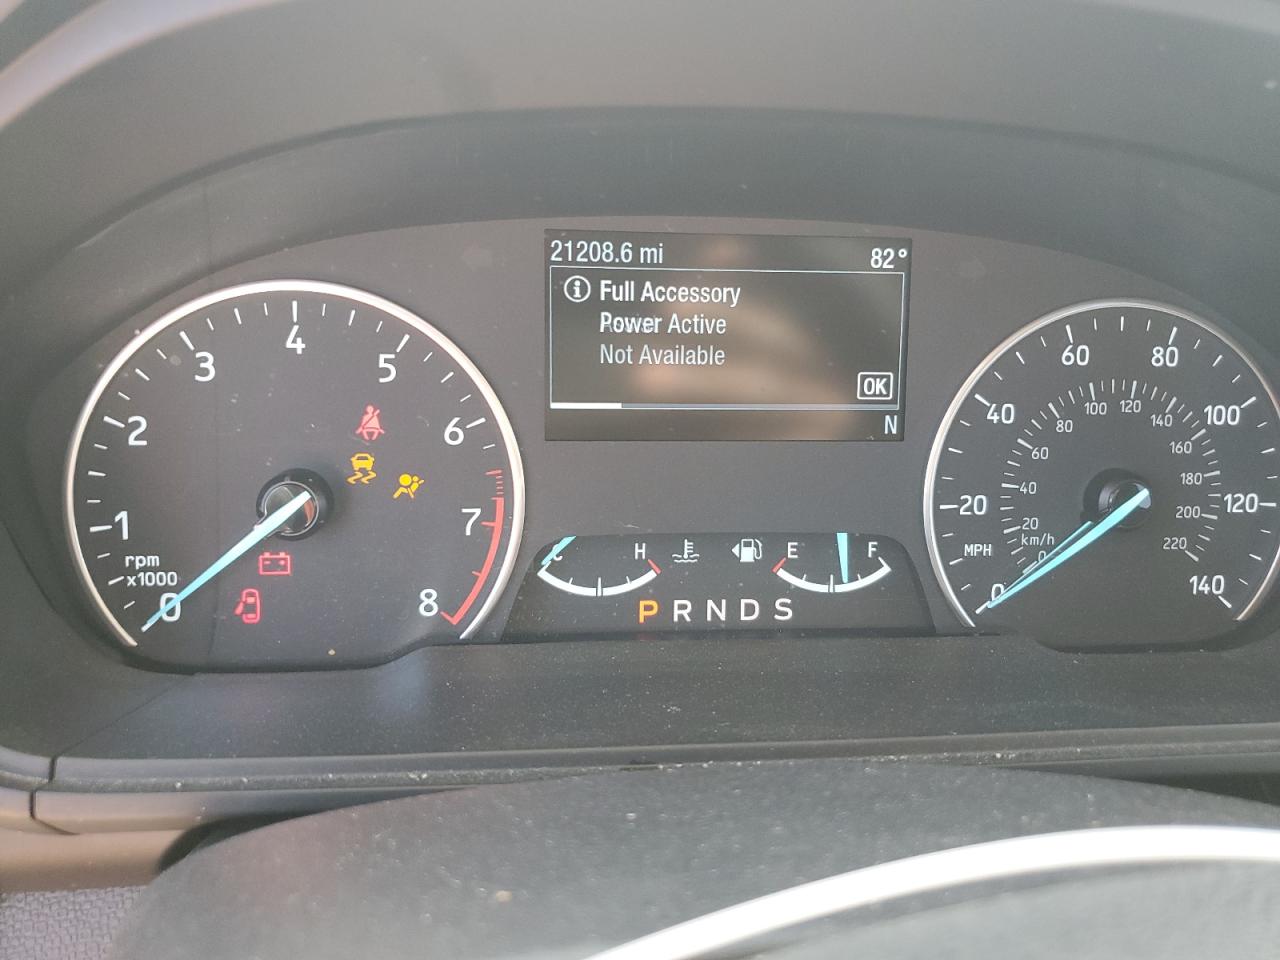 21208.6 mi 82°
Full Accessory
Power Active
Not Available
OK
N
0 1 2 3 4 5 6 7 8
rpm
x1000
C H E F
P R N D S
0 20 40 60 80 100 120 140
MPH
0 20 40 60 80 100 120 140 160 180 200 220
km/h